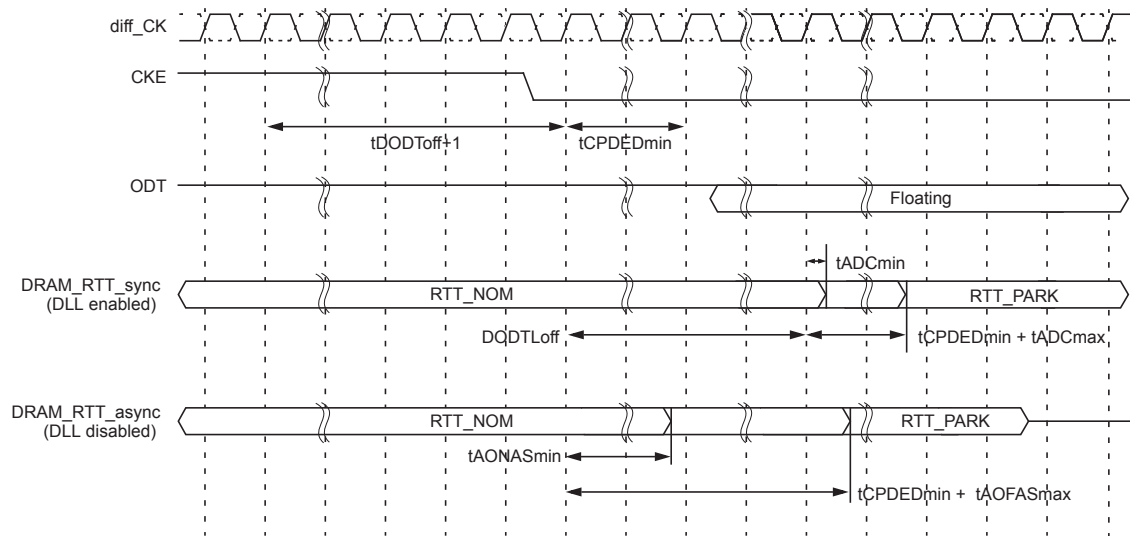 diff_CK
CKE
tDODToff+1
tCPDEDmin
ODT
Floating
tADCmin
DRAM_RTT_sync
(DLL enabled)
RTT_NOM
RTT_PARK
DODTLoff
tCPDEDmin + tADCmax
DRAM_RTT_async
(DLL disabled)
RTT_NOM
RTT_PARK
tAONASmin
tCPDEDmin + tAOFASmax